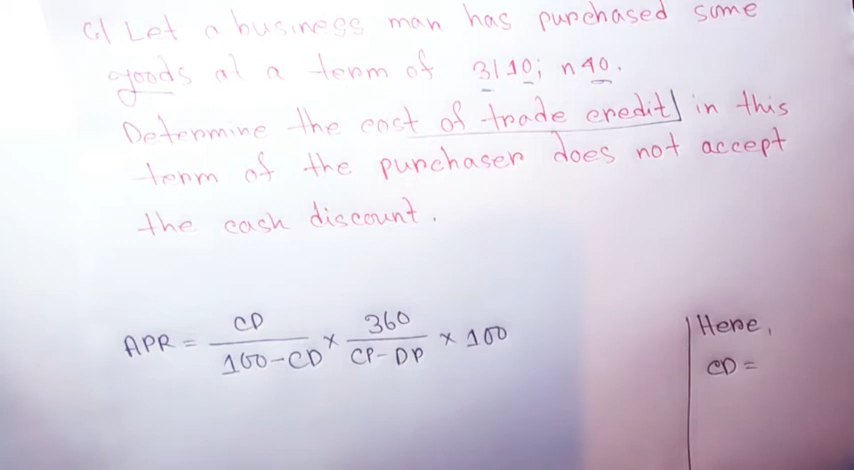 G) Let a business man has purchased some
goods at a term of 3/10; n40.
Determine the cost of trade credit in this
term of the purchaser does not accept
the cash discount.
APR = CD / 100-CD × 360 / CP-DP × 100
Here,
CD =